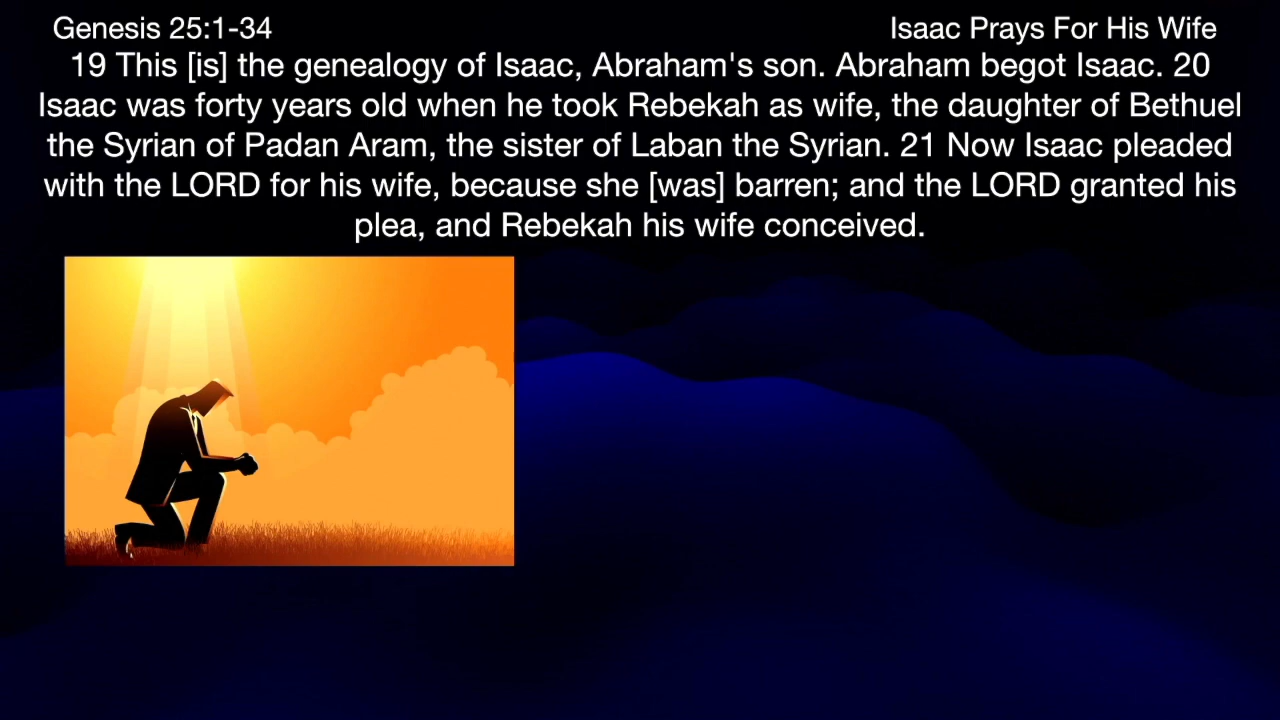 Genesis 25:1-34 Isaac Prays For His Wife
19 This [is] the genealogy of Isaac, Abraham's son. Abraham begot Isaac. 20
Isaac was forty years old when he took Rebekah as wife, the daughter of Bethuel
the Syrian of Padan Aram, the sister of Laban the Syrian. 21 Now Isaac pleaded
with the LORD for his wife, because she [was] barren; and the LORD granted his
plea, and Rebekah his wife conceived.